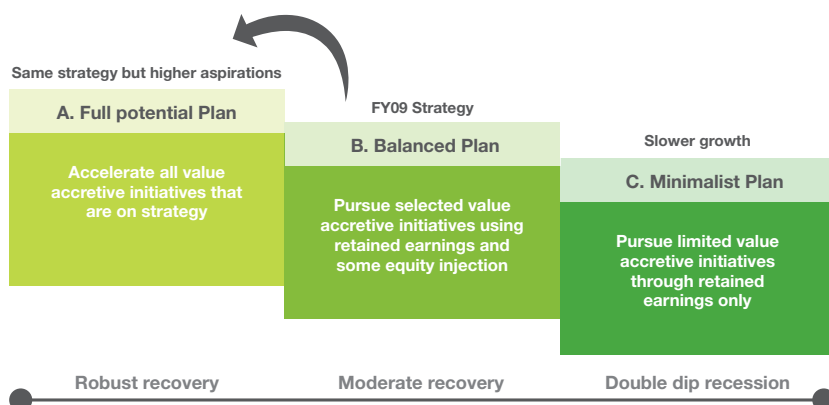 Same strategy but higher aspirations
A. Full potential Plan
Accelerate all value
accretive initiatives that
are on strategy
FY09 Strategy
B. Balanced Plan
Pursue selected value
accretive initiatives using
retained earnings and
some equity injection
Slower growth
C. Minimalist Plan
Pursue limited value
accretive initiatives
through retained
earnings only
Robust recovery
Moderate recovery
Double dip recession